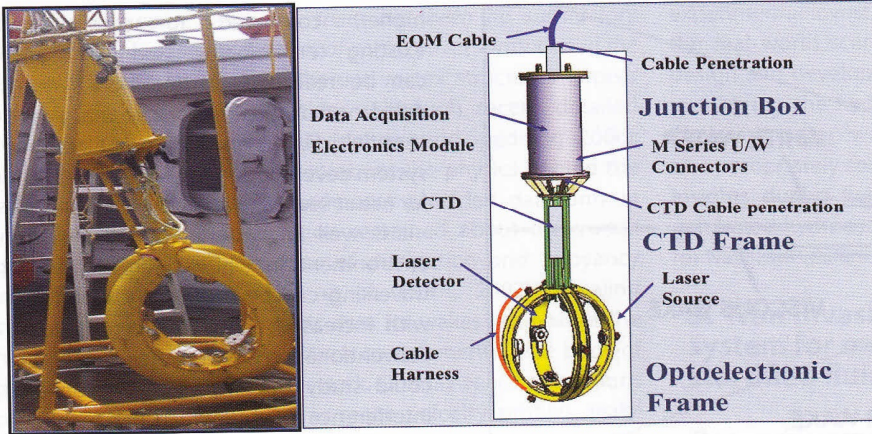 EOM Cable
Cable Penetration
Junction Box
Data Acquisition
Electronics Module
M Series U/W
Connectors
CTD
CTD Cable penetration
CTD Frame
Laser
Detector
Laser
Source
Cable
Harness
Optoelectronic
Frame